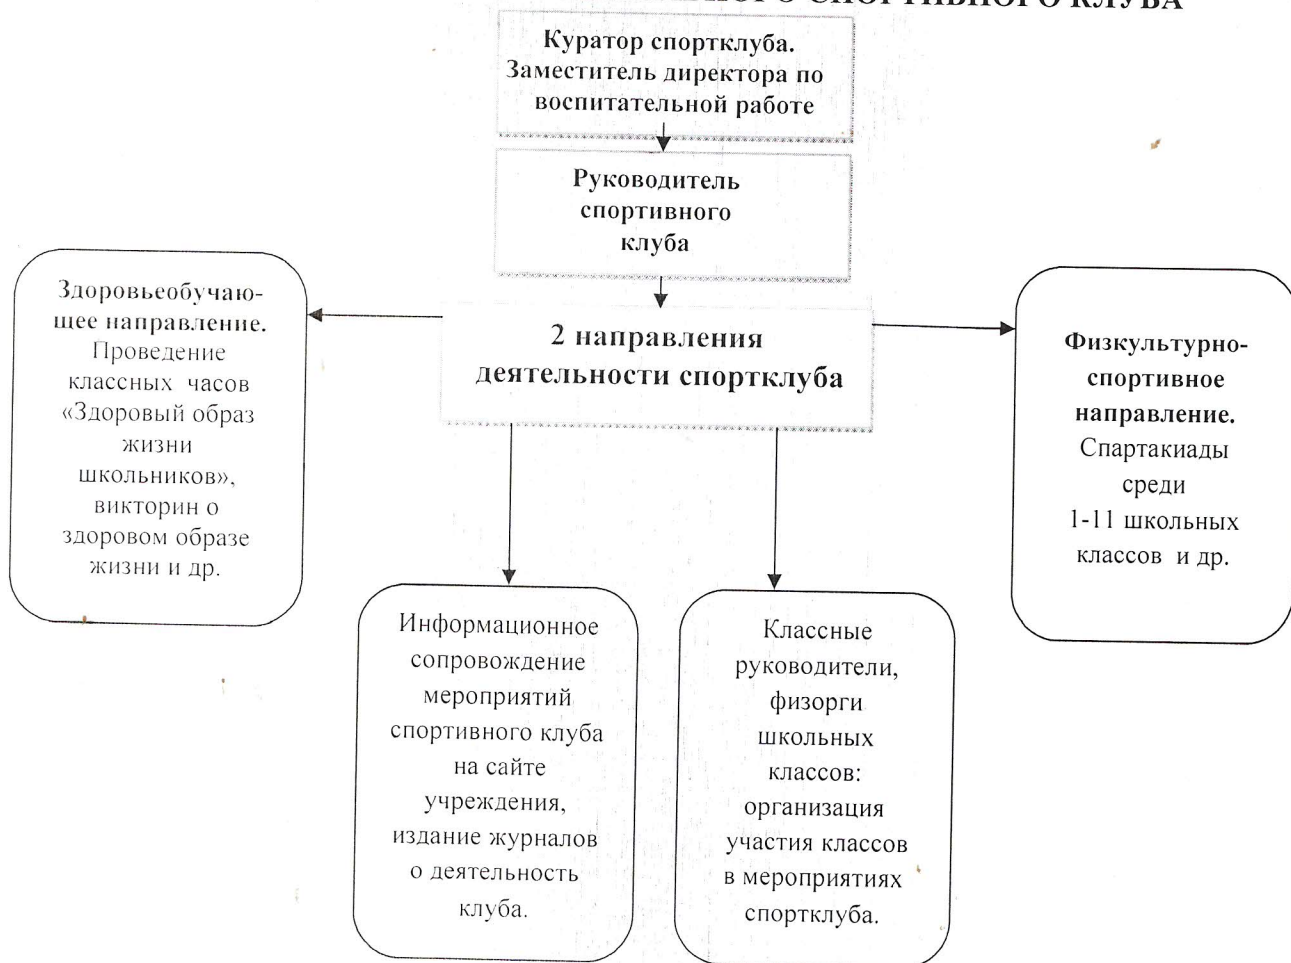 СПОРТИВНОГО КЛУБА
Куратор спортклуба.
Заместитель директора по
воспитательной работе
Руководитель
спортивного
клуба
2 направления
деятельности спортклуба
Здоровьеобучаю-
щее направление.
Проведение
классных часов
«Здоровый образ
жизни
школьников»,
викторин о
здоровом образе
жизни и др.
Физкультурно-
спортивное
направление.
Спартакиады
среди
1-11 школьных
классов и др.
Информационное
сопровождение
мероприятий
спортивного клуба
на сайте
учреждения,
издание журналов
о деятельность
клуба.
Классные
руководители,
физорги
школьных
классов:
организация
участия классов
в мероприятиях
спортклуба.